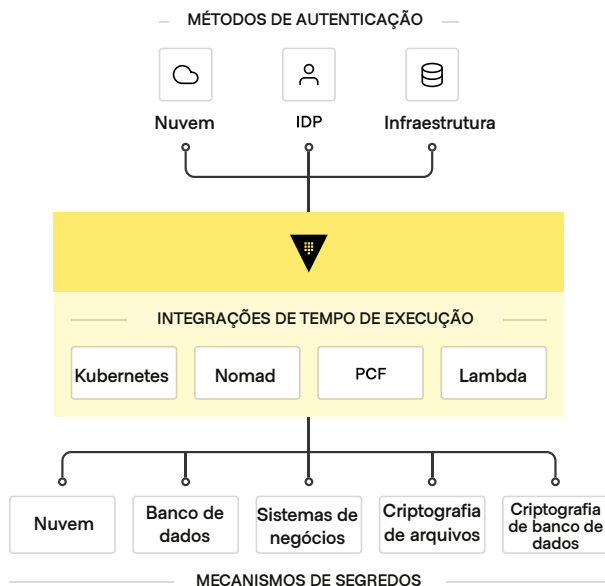 MÉTODOS DE AUTENTICAÇÃO
Nuvem
IDP
Infraestrutura
INTEGRAÇÕES DE TEMPO DE EXECUÇÃO
Kubernetes
Nomad
PCF
Lambda
Nuvem
Banco de
dados
Sistemas de
negócios
Criptografia
de arquivos
Criptografia
de banco de
dados
MECANISMOS DE SEGREDOS